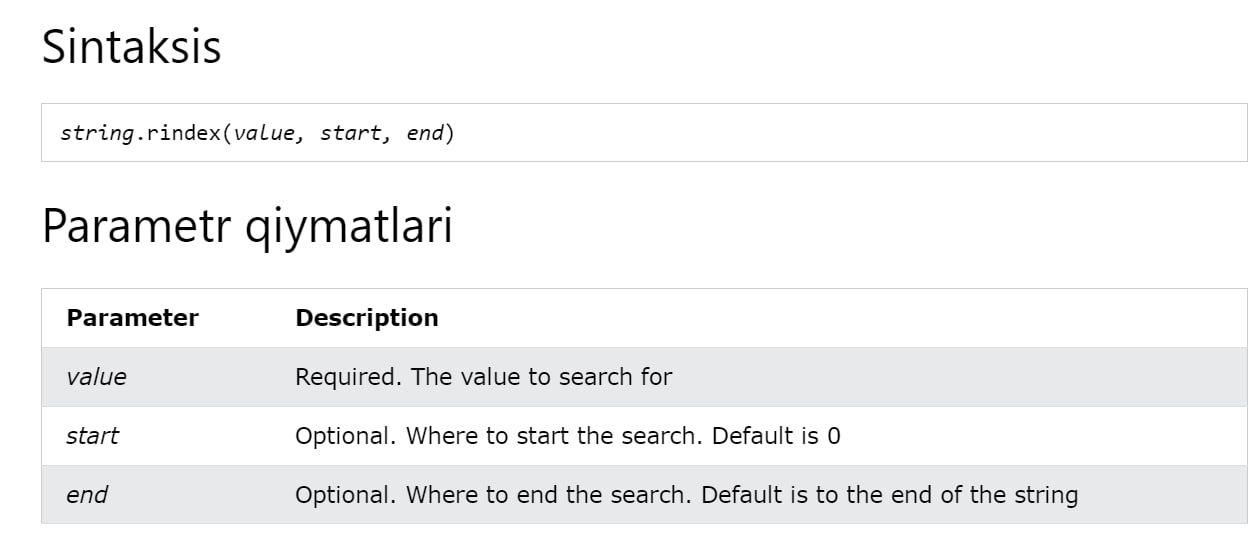 Sintaksis
string.rindex(value, start, end)
Parametr qiymatlari
Parameter Description
value Required. The value to search for
start Optional. Where to start the search. Default is 0
end Optional. Where to end the search. Default is to the end of the string